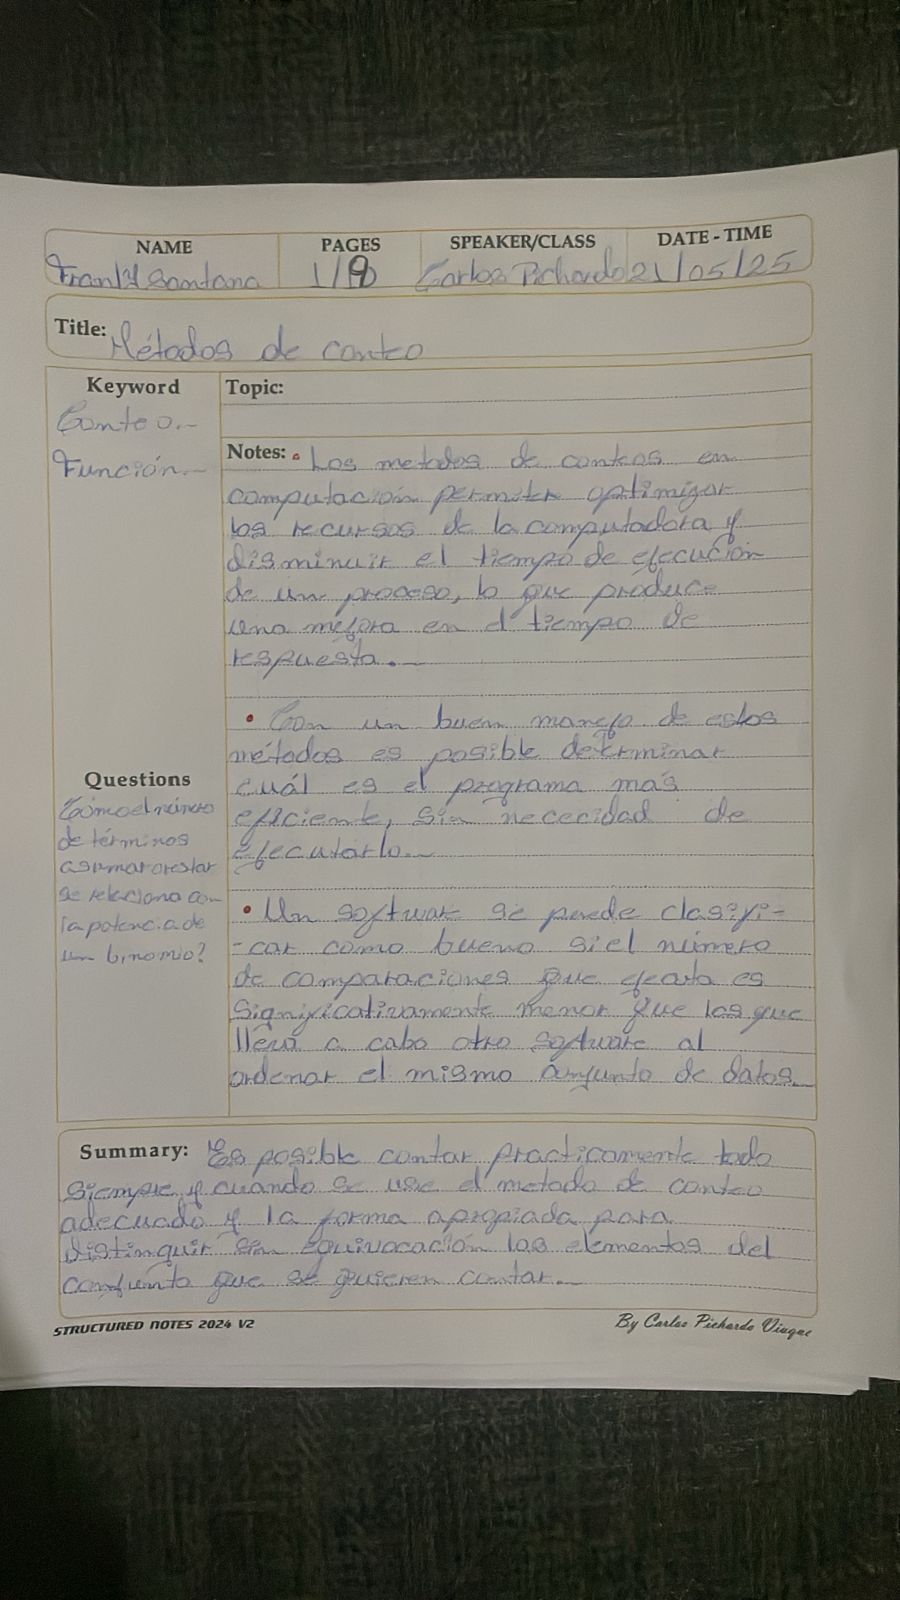 NAME PAGES SPEAKER/CLASS DATE - TIME
Frankl Santana 1/9 Carlos Pichardo 21/05/25
Title: Métodos de conteo
Keyword
Conteo.-
Función.-
Topic:
Notes: • Los metodos de conteos en
computación permiten optimizar
los recursos de la computadora y
disminuir el tiempo de ejecución
de un proceso, lo que produce
una mejora en el tiempo de
respuesta.-
• Con un buen manejo de estos
métodos es posible determinar
cuál es el programa más
eficiente, sin nececidad de
ejecutarlo.-
• Un software se puede clasifi-
-car como bueno si el número
de comparaciones que ejecuta es
significativamente menor que las que
lleva a cabo otro software al
ordenar el mismo conjunto de datos.-
Questions
Cómo el número
de términos
a sumar o restar
se relaciona con
la potencia de
un binomio?
Summary: Es posible contar practicamente todo
siempre y cuando se use el metodo de conteo
adecuado y la forma apropiada para
distinguir sin equivocación los elementos del
conjunto que se quieren contar.-
STRUCTURED NOTES 2024 V2
By Carlos Pichardo Viuque